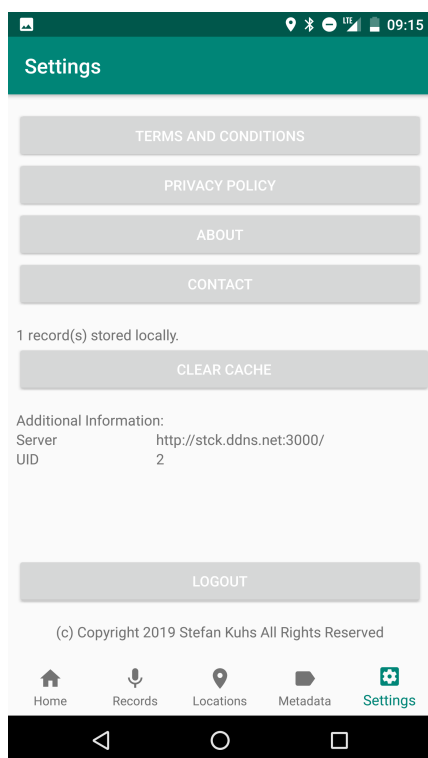 LTE 09:15
Settings
TERMS AND CONDITIONS
PRIVACY POLICY
ABOUT
CONTACT
1 record(s) stored locally.
CLEAR CACHE
Additional Information:
Server http://stck.ddns.net:3000/
UID 2
LOGOUT
(c) Copyright 2019 Stefan Kuhs All Rights Reserved
Home Records Locations Metadata Settings